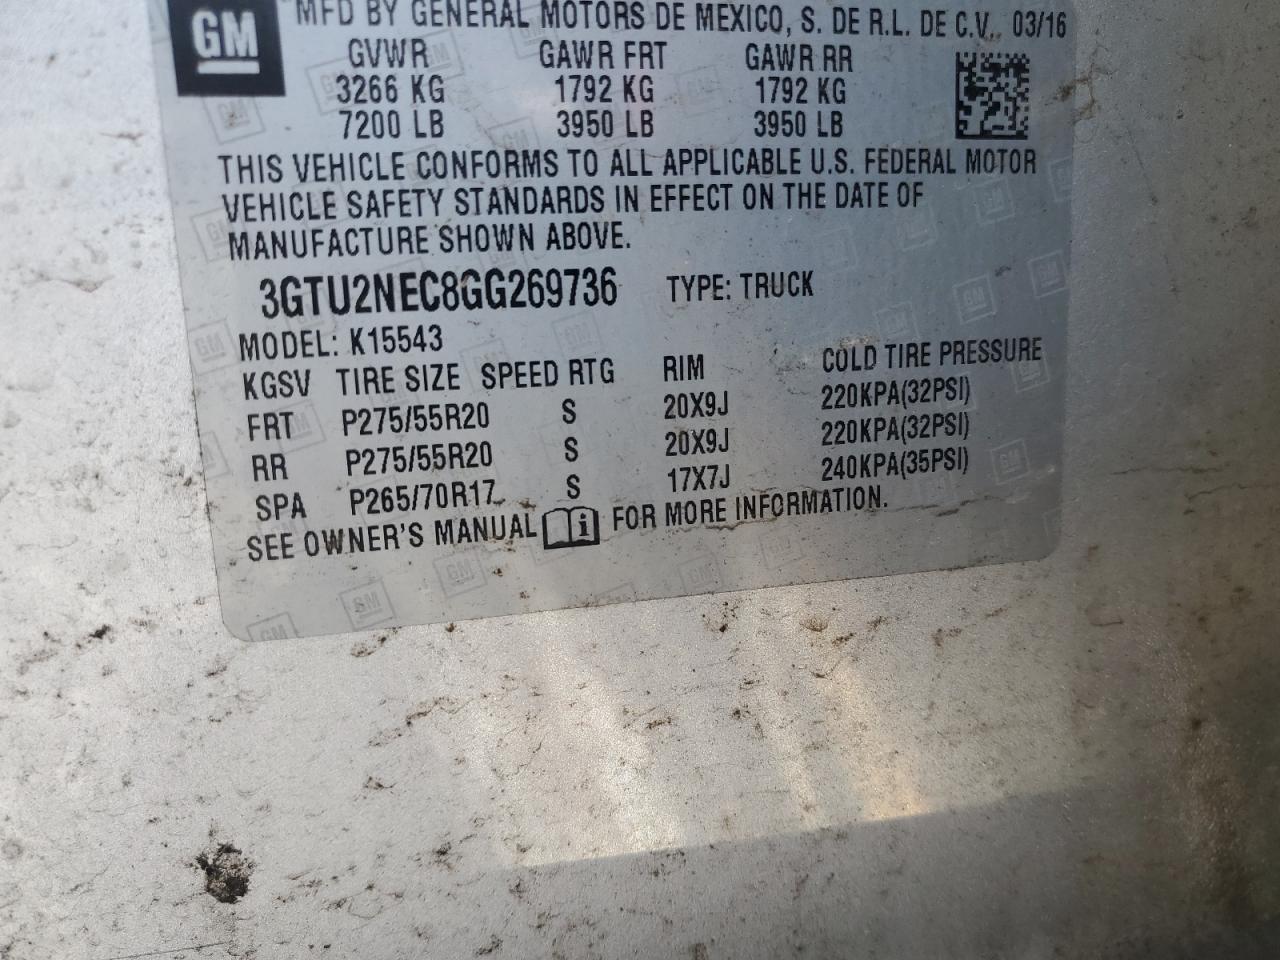 GM
MFD BY GENERAL MOTORS DE MEXICO, S. DE R.L. DE C.V. 03/16
GVWR GAWR FRT GAWR RR
3266 KG 1792 KG 1792 KG
7200 LB 3950 LB 3950 LB
THIS VEHICLE CONFORMS TO ALL APPLICABLE U.S. FEDERAL MOTOR
VEHICLE SAFETY STANDARDS IN EFFECT ON THE DATE OF
MANUFACTURE SHOWN ABOVE.
3GTU2NEC8GG269736 TYPE: TRUCK
MODEL: K15543
KGSV TIRE SIZE SPEED RTG RIM COLD TIRE PRESSURE
FRT P275/55R20 S 20X9J 220KPA(32PSI)
RR P275/55R20 S 20X9J 220KPA(32PSI)
SPA P265/70R17 S 17X7J 240KPA(35PSI)
SEE OWNER'S MANUAL FOR MORE INFORMATION.